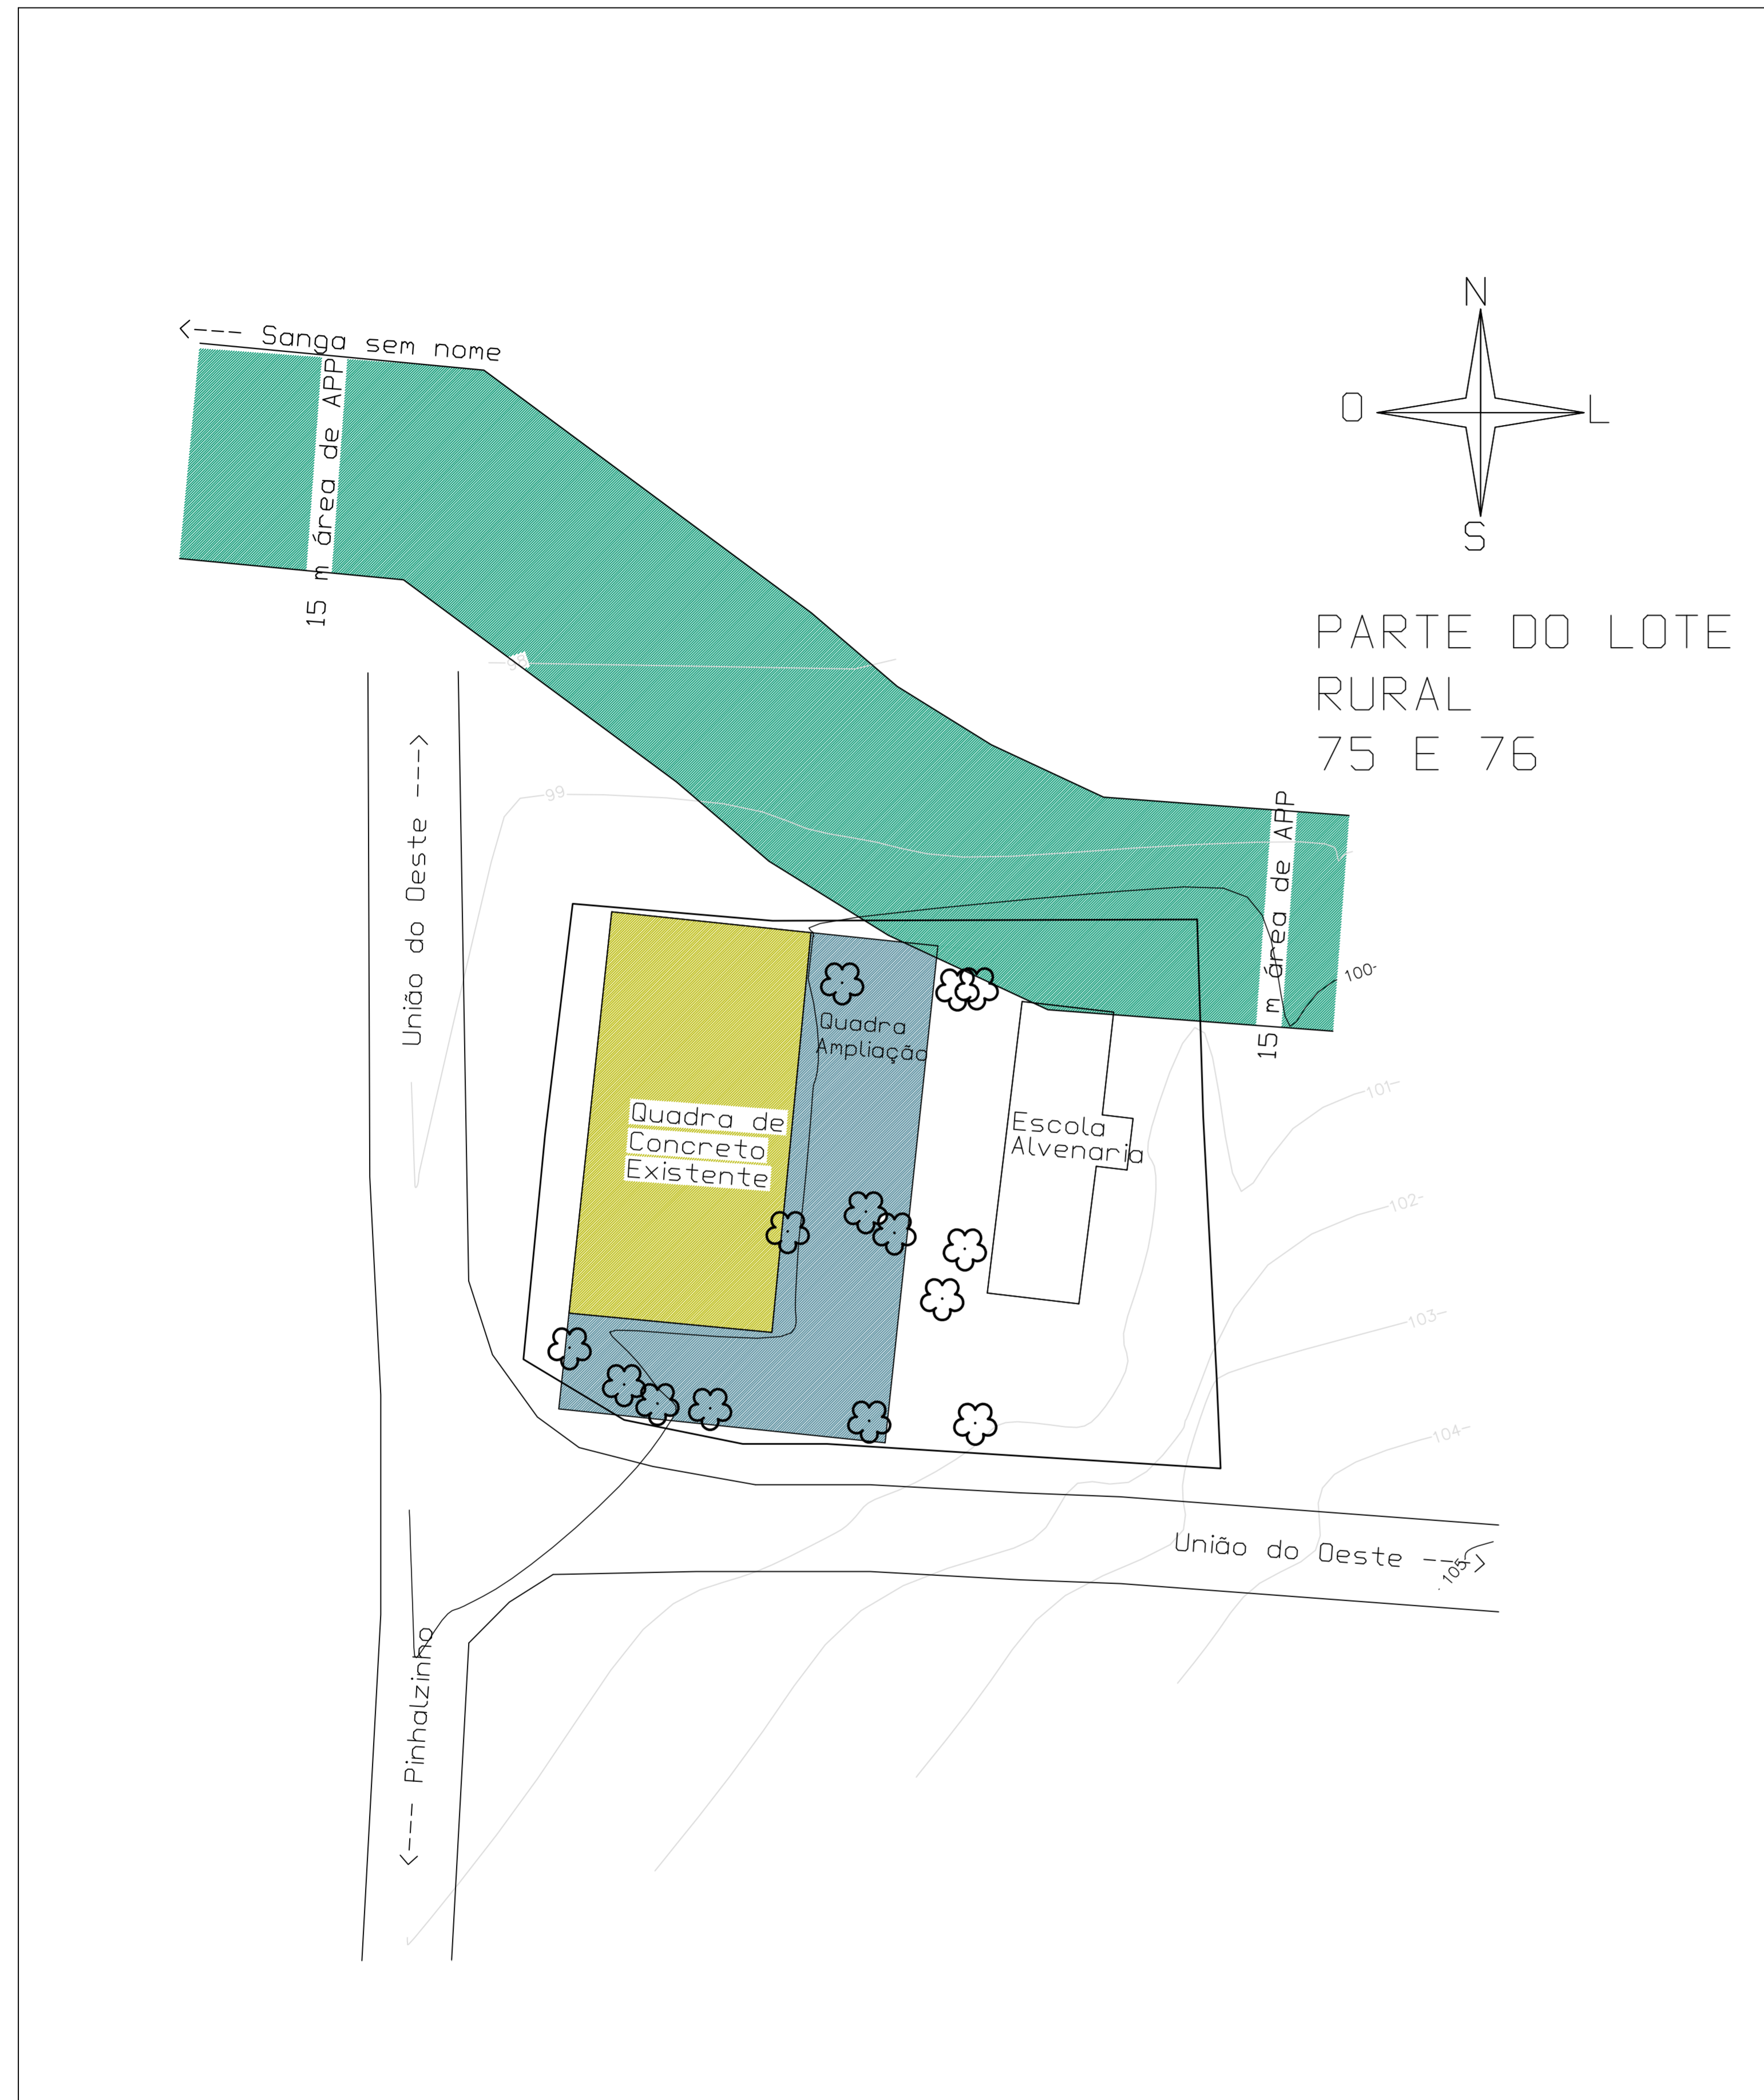 N
O
L
S
<--- Sanga sem nome
15 m área de APP
PARTE DO LOTE
RURAL
75 E 76
98
União do Oeste --->
99
15 m área de APP
100-
Quadra
Ampliação
Quadra de
Concreto
Existente
Escola
Alvenaria
101-
102-
103-
104-
União do Oeste --->
105
<--- Pinhalzinho